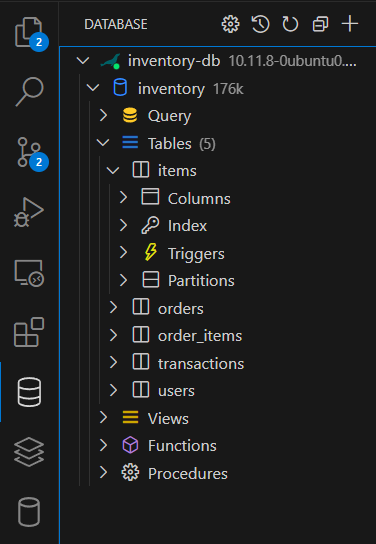 DATABASE
2
inventory-db 10.11.8-0ubuntu0....
inventory 176k
Query
Tables (5)
items
2
Columns
Index
Triggers
Partitions
orders
order_items
transactions
users
Views
Functions
Procedures